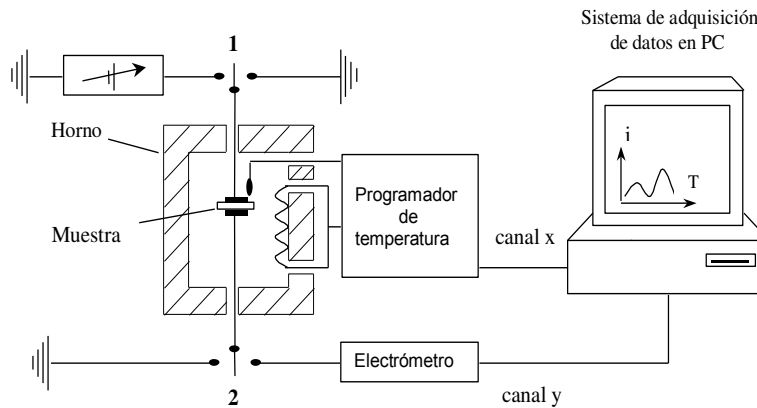 Sistema de adquisición
de datos en PC
1
Horno
i
T
Programador
de
temperatura
Muestra
canal x
Electrómetro
2
canal y